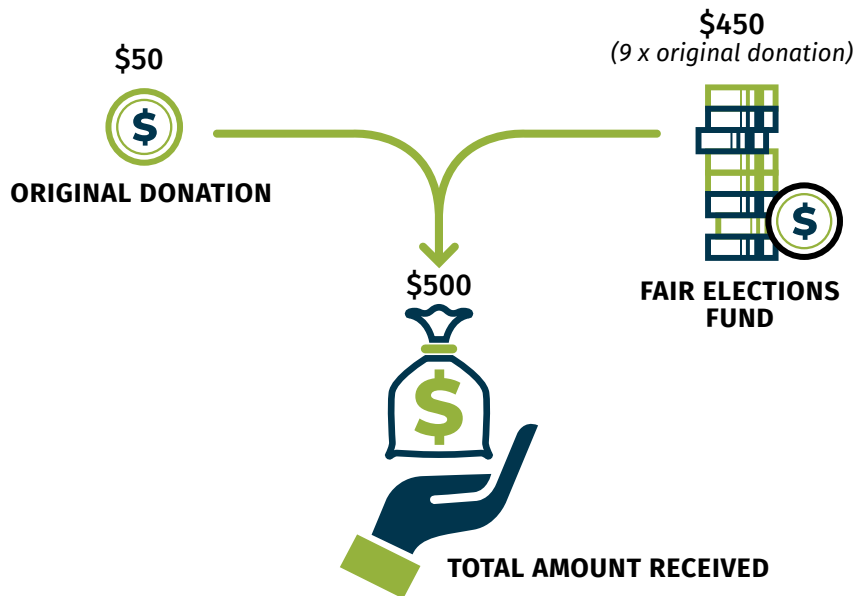 $50
$
ORIGINAL DONATION
$450
(9 x original donation)
$
FAIR ELECTIONS
FUND
$500
$
TOTAL AMOUNT RECEIVED